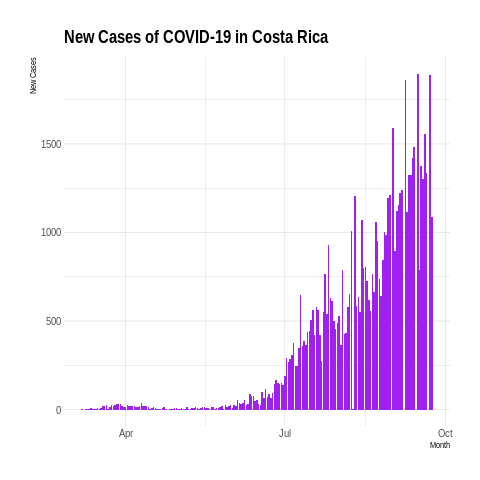 New Cases of COVID-19 in Costa Rica
New Cases
1500
1000
500
0
Apr
Jul
Oct
Month